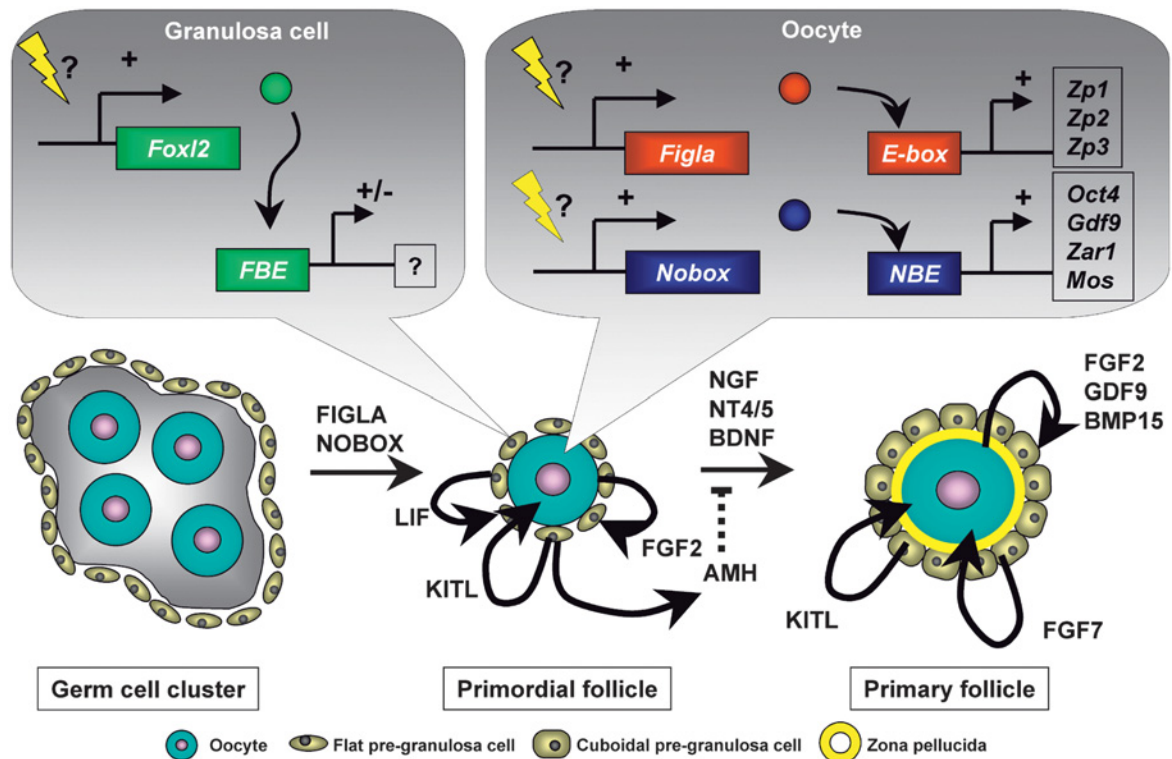 Granulosa cell
?
+
Foxl2
+/-
FBE
?
Oocyte
?
+
Figla
E-box
+
Zp1
Zp2
Zp3
?
+
Nobox
NBE
+
Oct4
Gdf9
Zar1
Mos
FIGLA
NOBOX
LIF
KITL
FGF2
NGF
NT4/5
BDNF
AMH
FGF2
GDF9
BMP15
KITL
FGF7
Germ cell cluster
Primordial follicle
Primary follicle
Oocyte
Flat pre-granulosa cell
Cuboidal pre-granulosa cell
Zona pellucida